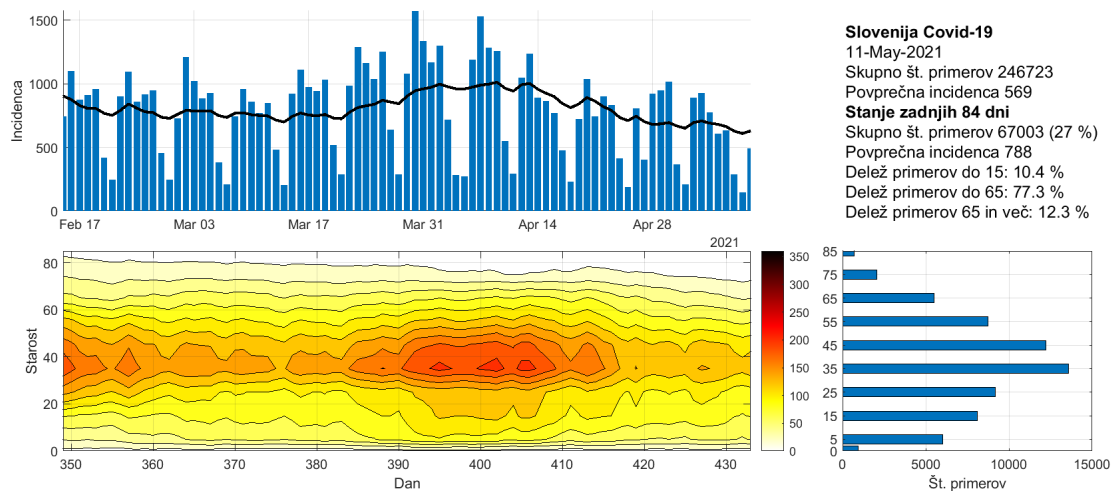 1500
1000
500
0
Incidenca
Feb 17 Mar 03 Mar 17 Mar 31 Apr 14 Apr 28
2021
Slovenija Covid-19
11-May-2021
Skupno št. primerov 246723
Povprečna incidenca 569
Stanje zadnjih 84 dni
Skupno št. primerov 67003 (27 %)
Povprečna incidenca 788
Delež primerov do 15: 10.4 %
Delež primerov do 65: 77.3 %
Delež primerov 65 in več: 12.3 %
80
60
40
20
0
Starost
350 360 370 380 390 400 410 420 430
Dan
350
300
250
200
150
100
50
0
85
75
65
55
45
35
25
15
5
0
0 5000 10000 15000
Št. primerov